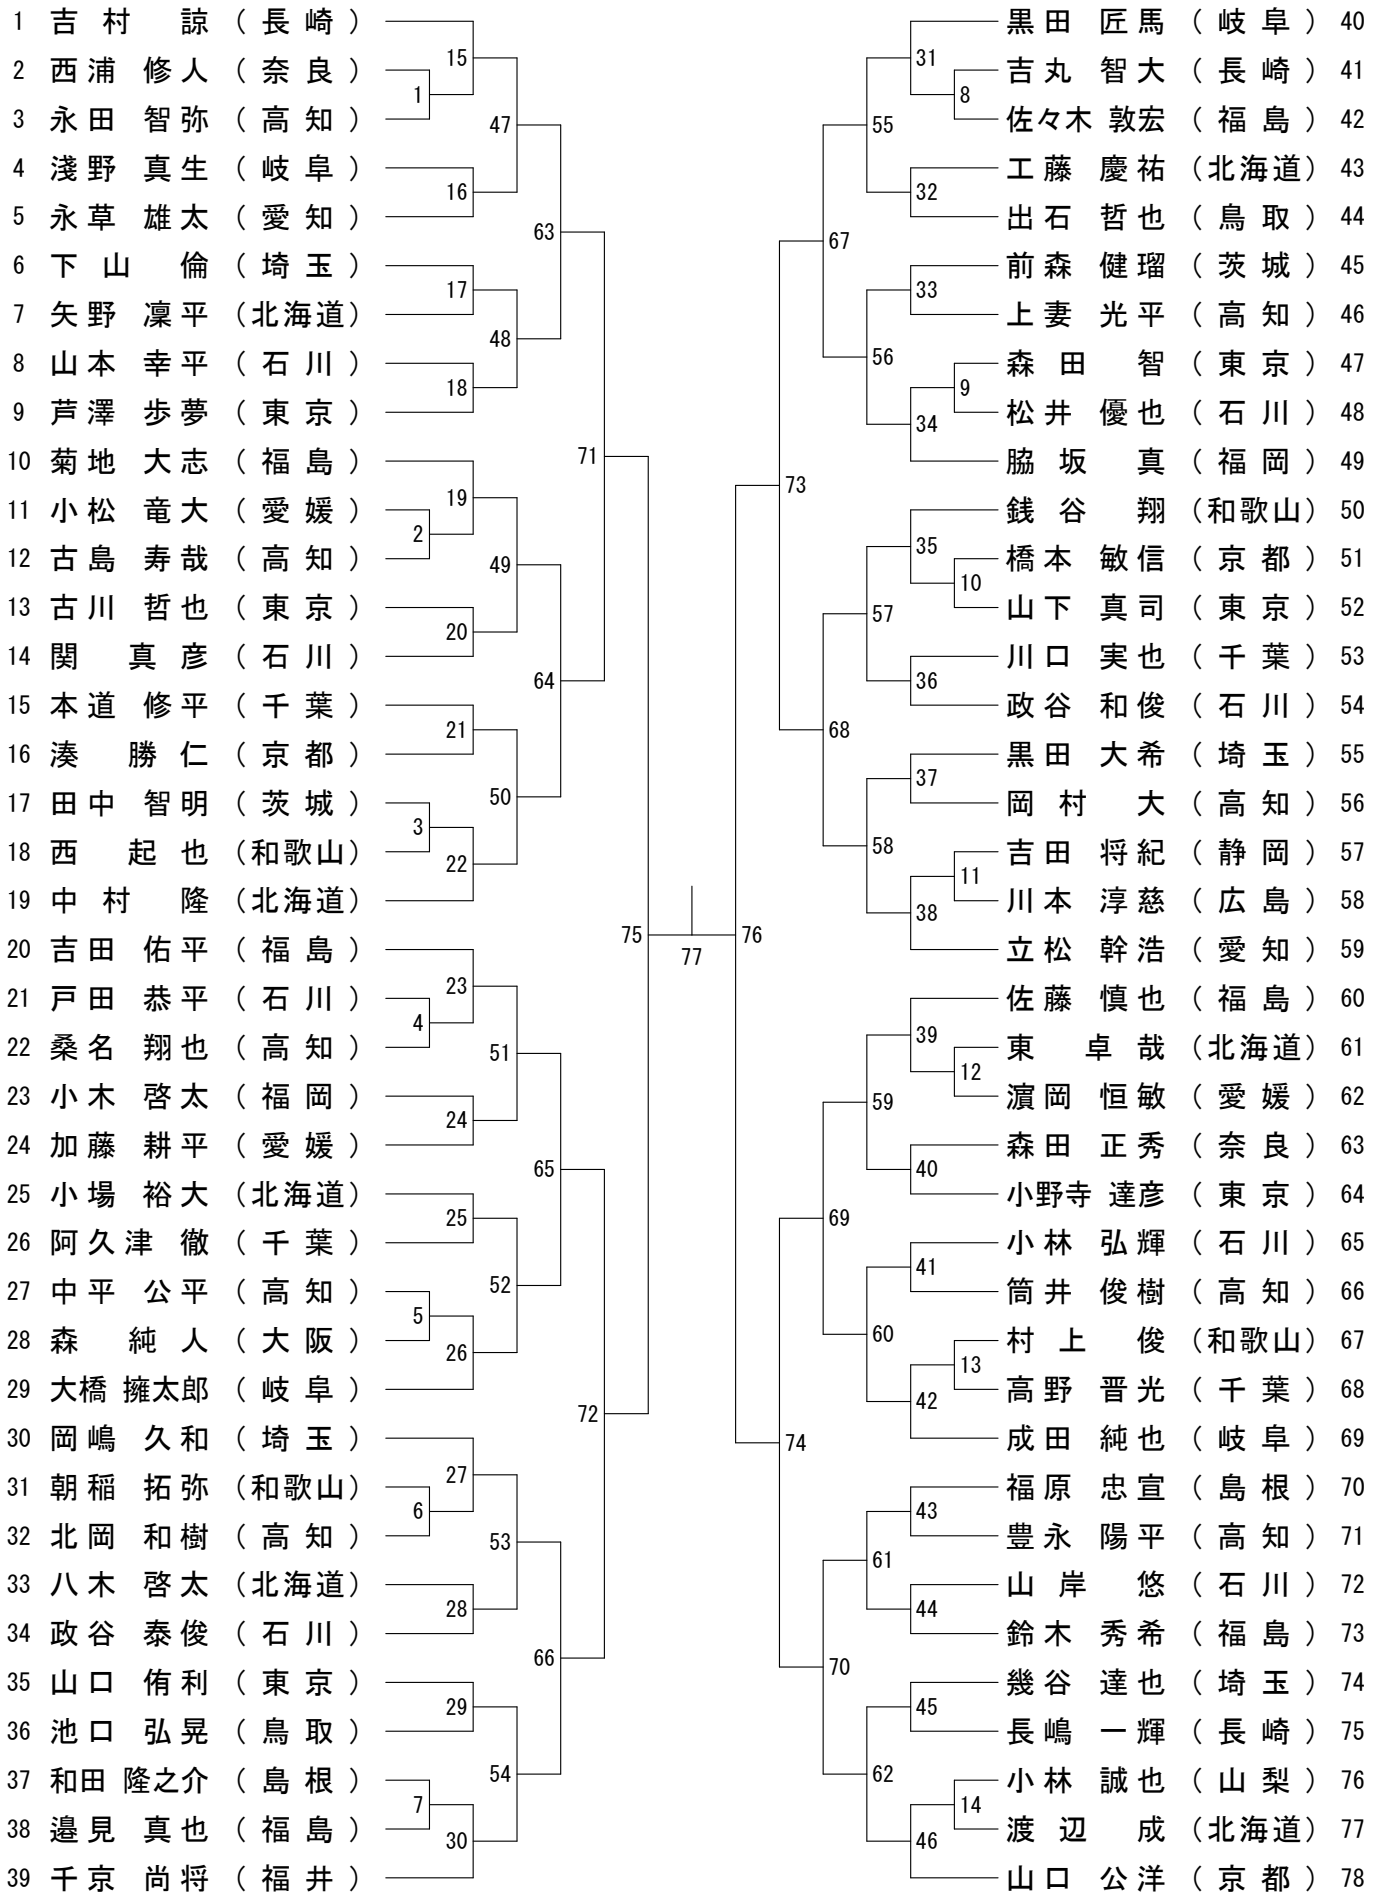 1 吉村 諒 (長崎)
2 西浦 修人 (奈良)
3 永田 智弥 (高知)
4 淺野 真生 (岐阜)
5 永草 雄太 (愛知)
6 下山 倫 (埼玉)
7 矢野 凜平 (北海道)
8 山本 幸平 (石川)
9 芦澤 歩夢 (東京)
10 菊地 大志 (福島)
11 小松 竜大 (愛媛)
12 古島 寿哉 (高知)
13 古川 哲也 (東京)
14 関 真彦 (石川)
15 本道 修平 (千葉)
16 湊 勝仁 (京都)
17 田中 智明 (茨城)
18 西 起也 (和歌山)
19 中村 隆 (北海道)
20 吉田 佑平 (福島)
21 戸田 恭平 (石川)
22 桑名 翔也 (高知)
23 小木 啓太 (福岡)
24 加藤 耕平 (愛媛)
25 小場 裕大 (北海道)
26 阿久津 徹 (千葉)
27 中平 公平 (高知)
28 森 純人 (大阪)
29 大橋 擁太郎 (岐阜)
30 岡嶋 久和 (埼玉)
31 朝稲 拓弥 (和歌山)
32 北岡 和樹 (高知)
33 八木 啓太 (北海道)
34 政谷 泰俊 (石川)
35 山口 侑利 (東京)
36 池口 弘晃 (鳥取)
37 和田 隆之介 (島根)
38 邉見 真也 (福島)
39 千京 尚将 (福井)
15
1
47
16
63
17
48
18
71
19
2
49
20
64
21
50
3
22
75
23
4
51
24
65
25
52
5
26
72
27
6
53
28
66
29
54
7
30
77
76
31
8
55
32
67
33
56
9
34
73
35
10
57
36
68
37
58
11
38
39
12
59
40
69
41
60
13
42
74
43
61
44
70
45
62
14
46
黒田 匠馬 (岐阜) 40
吉丸 智大 (長崎) 41
佐々木 敦宏 (福島) 42
工藤 慶祐 (北海道) 43
出石 哲也 (鳥取) 44
前森 健瑠 (茨城) 45
上妻 光平 (高知) 46
森田 智 (東京) 47
松井 優也 (石川) 48
脇坂 真 (福岡) 49
銭谷 翔 (和歌山) 50
橋本 敏信 (京都) 51
山下 真司 (東京) 52
川口 実也 (千葉) 53
政谷 和俊 (石川) 54
黒田 大希 (埼玉) 55
岡村 大 (高知) 56
吉田 将紀 (静岡) 57
川本 淳慈 (広島) 58
立松 幹浩 (愛知) 59
佐藤 慎也 (福島) 60
東 卓哉 (北海道) 61
濵岡 恒敏 (愛媛) 62
森田 正秀 (奈良) 63
小野寺 達彦 (東京) 64
小林 弘輝 (石川) 65
筒井 俊樹 (高知) 66
村上 俊 (和歌山) 67
高野 晋光 (千葉) 68
成田 純也 (岐阜) 69
福原 忠宣 (島根) 70
豊永 陽平 (高知) 71
山岸 悠 (石川) 72
鈴木 秀希 (福島) 73
幾谷 達也 (埼玉) 74
長嶋 一輝 (長崎) 75
小林 誠也 (山梨) 76
渡辺 成 (北海道) 77
山口 公洋 (京都) 78